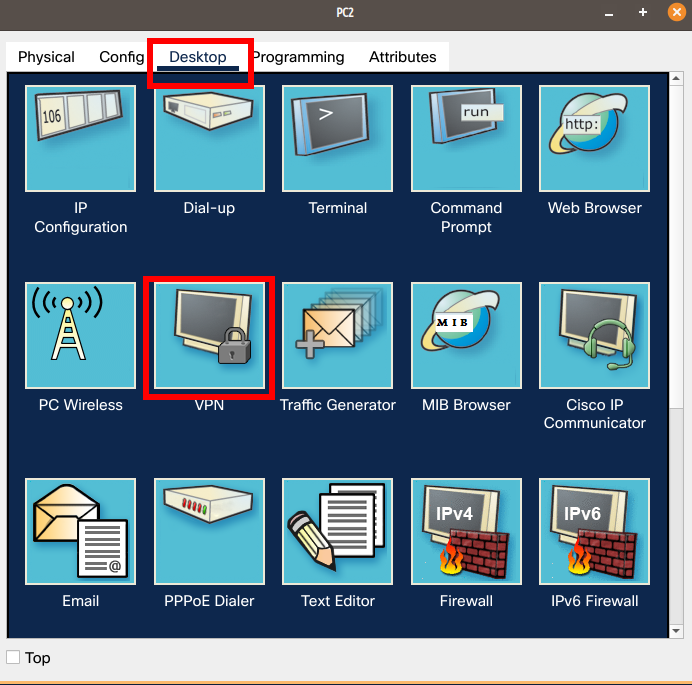 PC2
Physical Config Desktop Programming Attributes
106
>
run
http:
IP
Configuration
Dial-up
Terminal
Command
Prompt
Web Browser
MIB
PC Wireless
VPN
Traffic Generator
MIB Browser
Cisco IP
Communicator
@
IPv4
IPv6
Email
PPPoE Dialer
Text Editor
Firewall
IPv6 Firewall
Top